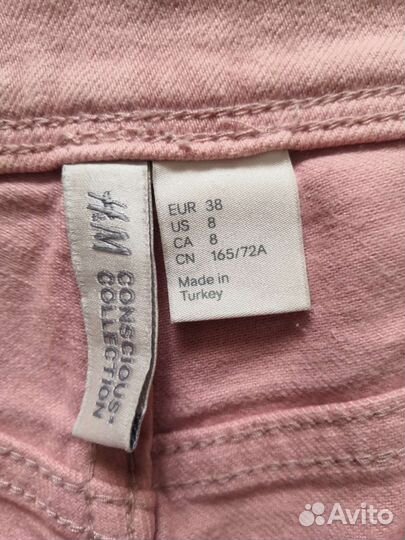 H&M
CONSCIOUS-
COLLECTION
EUR 38
US 8
CA 8
CN 165/72A
Made in
Turkey
Avito